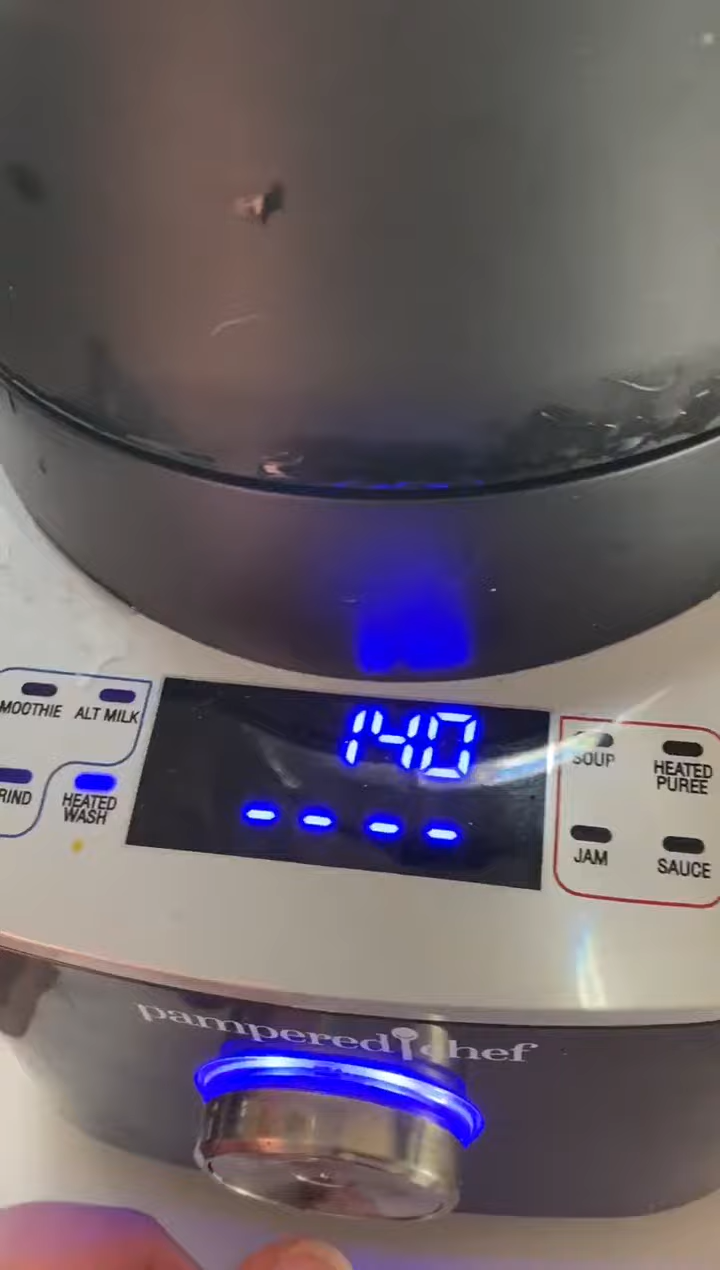 140
- - - -
MOOTHIE ALT MILK
RIND HEATED WASH
SOUP HEATED PUREE
JAM SAUCE
pampered chef